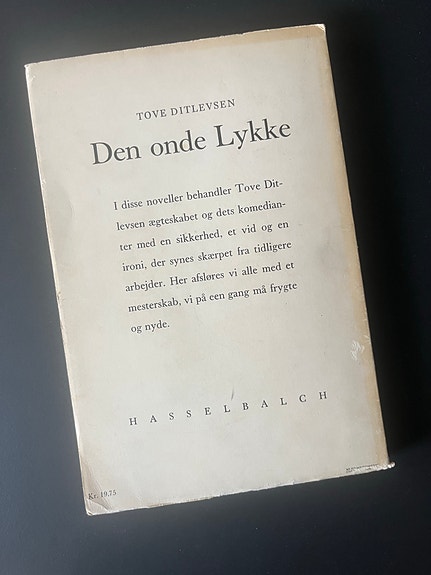 TOVE DITLEVSEN
Den onde Lykke
I disse noveller behandler Tove Dit-
levsen ægteskabet og dets komedian-
ter med en sikkerhed, et vid og en
ironi, der synes skærpet fra tidligere
arbejder. Her afsløres vi alle med et
mesterskab, vi på een gang må frygte
og nyde.
HASSELBALCH
Kr. 19,75